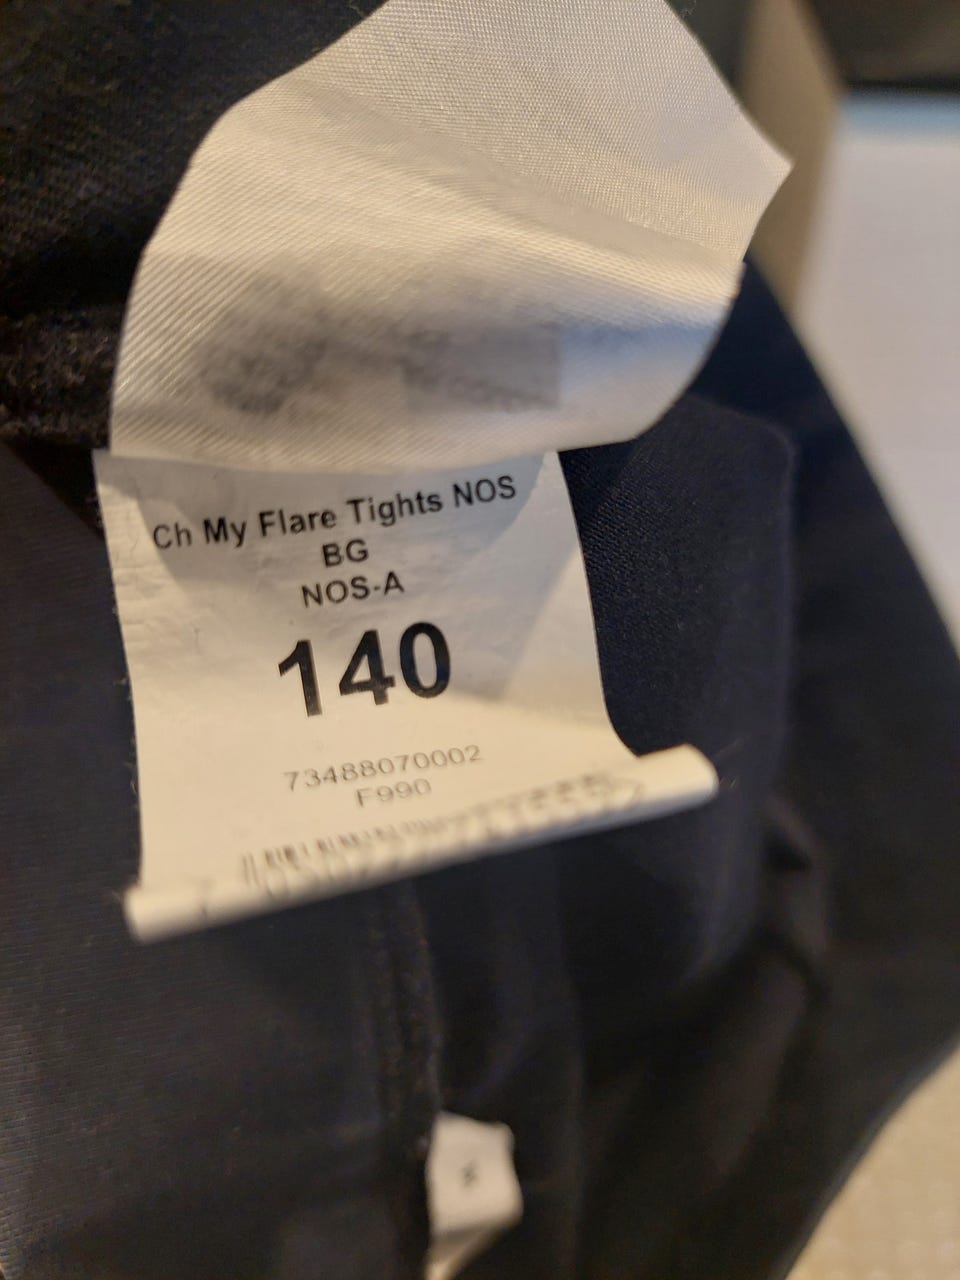 Ch My Flare Tights NOS
BG
NOS-A
140
73488070002
F990